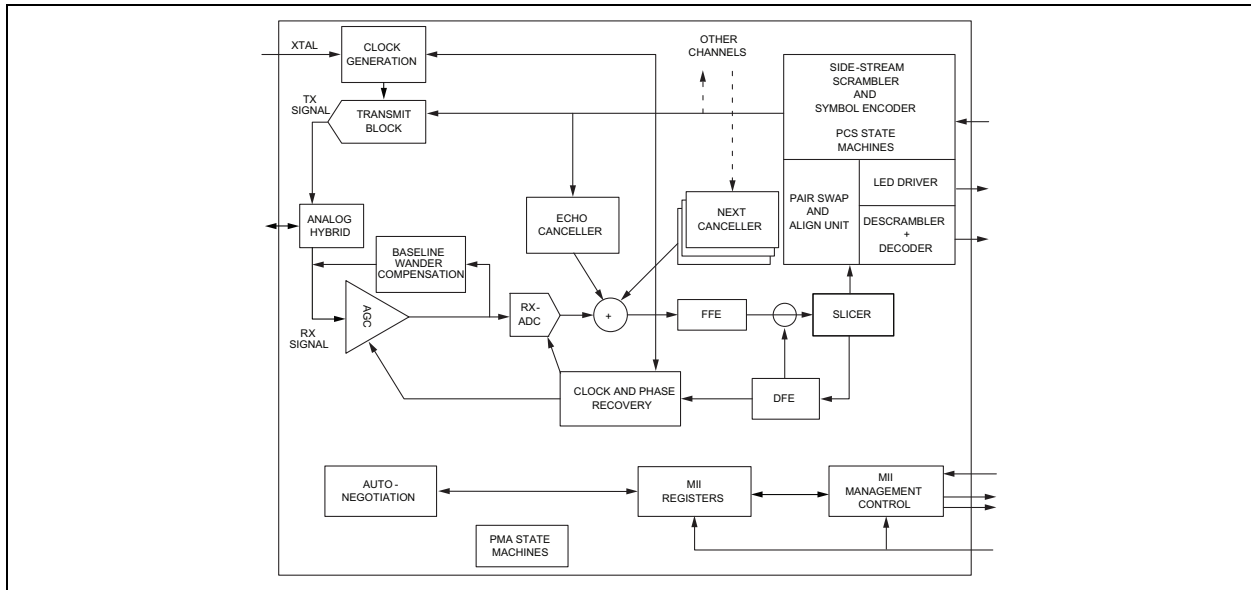 XTAL
CLOCK
GENERATION
OTHER
CHANNELS
SIDE-STREAM
SCRAMBLER
AND
SYMBOL ENCODER
PCS STATE
MACHINES
TX
SIGNAL
TRANSMIT
BLOCK
LED DRIVER
PAIR SWAP
AND
ALIGN UNIT
DESCRAMBLER
+
DECODER
ANALOG
HYBRID
ECHO
CANCELLER
NEXT
CANCELLER
BASELINE
WANDER
COMPENSATION
AGC
RX-
ADC
+
FFE
SLICER
RX
SIGNAL
CLOCK AND PHASE
RECOVERY
DFE
AUTO-
NEGOTIATION
MII
REGISTERS
MII
MANAGEMENT
CONTROL
PMA STATE
MACHINES